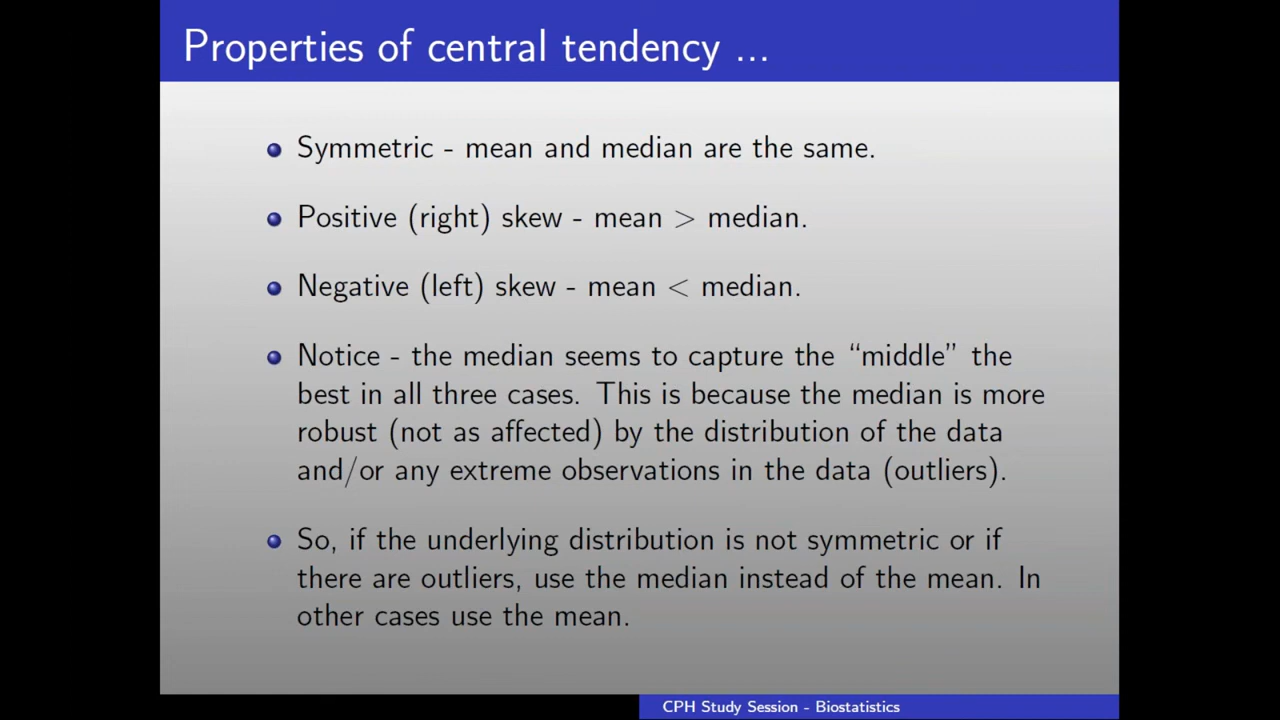 Properties of central tendency ...
Symmetric - mean and median are the same.
Positive (right) skew - mean > median.
Negative (left) skew - mean < median.
Notice - the median seems to capture the “middle” the
best in all three cases. This is because the median is more
robust (not as affected) by the distribution of the data
and/or any extreme observations in the data (outliers).
So, if the underlying distribution is not symmetric or if
there are outliers, use the median instead of the mean. In
other cases use the mean.
CPH Study Session - Biostatistics